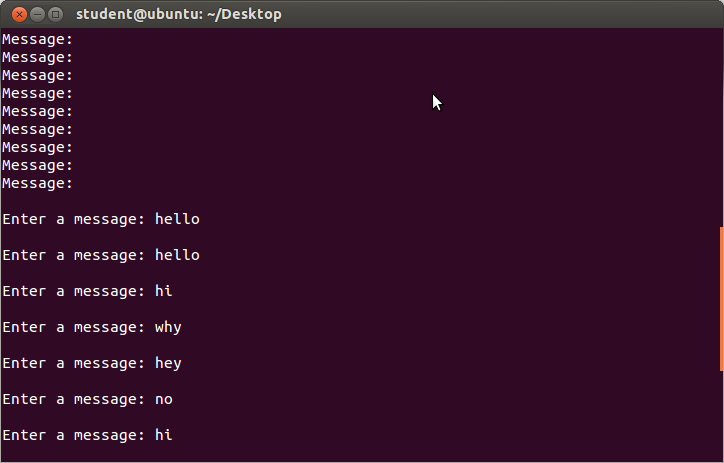 student@ubuntu: ~/Desktop
Message:
Message:
Message:
Message:
Message:
Message:
Message:
Message:
Message:
Enter a message: hello
Enter a message: hello
Enter a message: hi
Enter a message: why
Enter a message: hey
Enter a message: no
Enter a message: hi